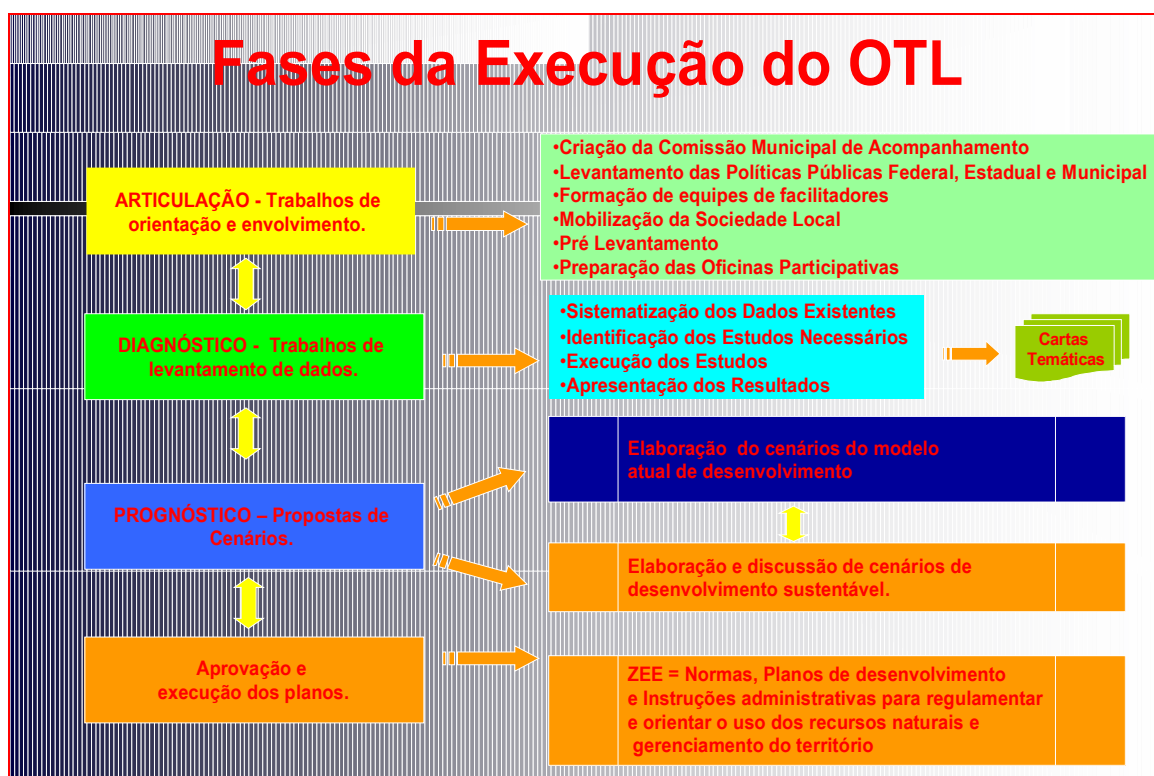 Fases da Execução do OTL
ARTICULAÇÃO - Trabalhos de
orientação e envolvimento.
•Criação da Comissão Municipal de Acompanhamento
•Levantamento das Políticas Públicas Federal, Estadual e Municipal
•Formação de equipes de facilitadores
•Mobilização da Sociedade Local
•Pré Levantamento
•Preparação das Oficinas Participativas
DIAGNÓSTICO - Trabalhos de
levantamento de dados.
•Sistematização dos Dados Existentes
•Identificação dos Estudos Necessários
•Execução dos Estudos
•Apresentação dos Resultados
Cartas
Temáticas
PROGNÓSTICO – Propostas de
Cenários.
Elaboração do cenários do modelo
atual de desenvolvimento
Elaboração e discussão de cenários de
desenvolvimento sustentável.
Aprovação e
execução dos planos.
ZEE = Normas, Planos de desenvolvimento
e Instruções administrativas para regulamentar
e orientar o uso dos recursos naturais e
gerenciamento do território